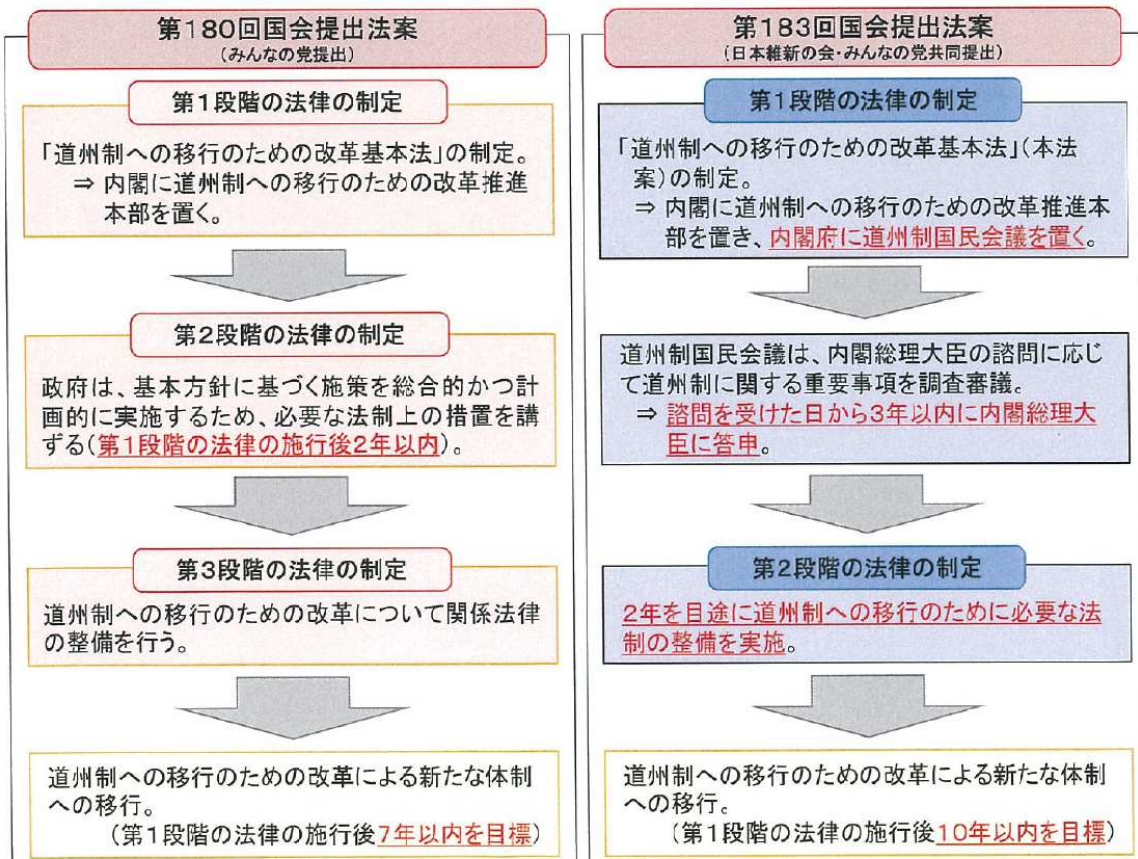 第180回国会提出法案
(みんなの党提出)
第1段階の法律の制定
「道州制への移行のための改革基本法」の制定。
⇒ 内閣に道州制への移行のための改革推進
本部を置く。
第2段階の法律の制定
政府は、基本方針に基づく施策を総合的かつ計
画的に実施するため、必要な法制上の措置を講
ずる(第1段階の法律の施行後2年以内)。
第3段階の法律の制定
道州制への移行のための改革について関係法律
の整備を行う。
道州制への移行のための改革による新たな体制
への移行。
(第1段階の法律の施行後7年以内を目標)
第183回国会提出法案
(日本維新の会・みんなの党共同提出)
第1段階の法律の制定
「道州制への移行のための改革基本法」(本法
案)の制定。
⇒ 内閣に道州制への移行のための改革推進本
部を置き、内閣府に道州制国民会議を置く。
道州制国民会議は、内閣総理大臣の諮問に応じ
て道州制に関する重要事項を調査審議。
⇒ 諮問を受けた日から3年以内に内閣総理大
臣に答申。
第2段階の法律の制定
2年を目途に道州制への移行のために必要な法
制の整備を実施。
道州制への移行のための改革による新たな体制
への移行。
(第1段階の法律の施行後10年以内を目標)